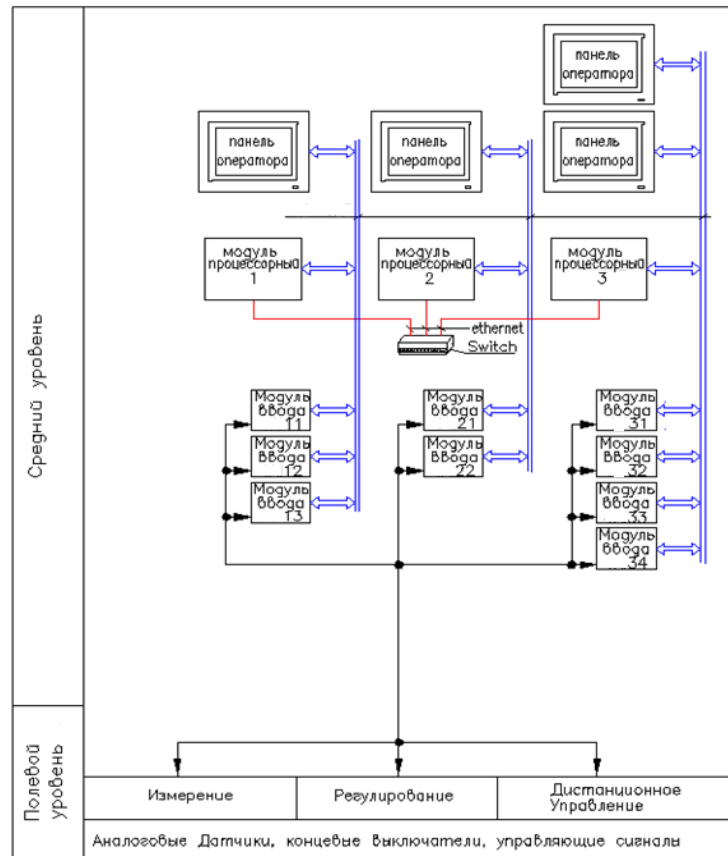 панель
оператора
панель
оператора
панель
оператора
панель
оператора
модуль
процессорный
1
модуль
процессорный
2
модуль
процессорный
3
ethernet
Switch
Средний уровень
Модуль
ввода
11
Модуль
ввода
21
Модуль
ввода
31
Модуль
ввода
12
Модуль
ввода
22
Модуль
ввода
32
Модуль
ввода
13
Модуль
ввода
33
Модуль
ввода
34
Полевой
уровень
Измерение
Регулирование
Дистанционное
Управление
Аналоговые Датчики, концевые выключатели, управляющие сигналы